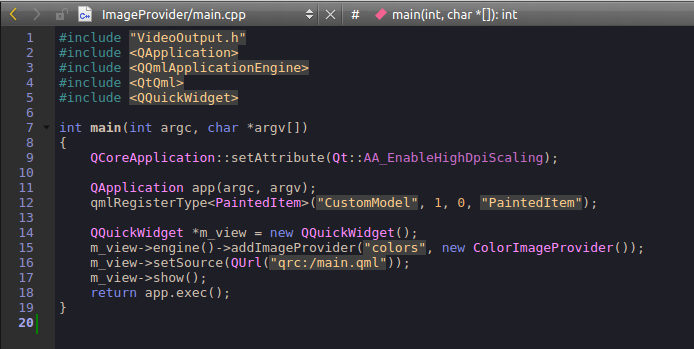 ImageProvider/main.cpp # main(int, char *[]): int
1 #include "VideoOutput.h"
2 #include <QApplication>
3 #include <QQmlApplicationEngine>
4 #include <QtQml>
5 #include <QQuickWidget>
6
7 int main(int argc, char *argv[])
8 {
9     QCoreApplication::setAttribute(Qt::AA_EnableHighDpiScaling);
10
11     QApplication app(argc, argv);
12     qmlRegisterType<PaintedItem>("CustomModel", 1, 0, "PaintedItem");
13
14     QQuickWidget *m_view = new QQuickWidget();
15     m_view->engine()->addImageProvider("colors", new ColorImageProvider());
16     m_view->setSource(QUrl("qrc:/main.qml"));
17     m_view->show();
18     return app.exec();
19 }
20